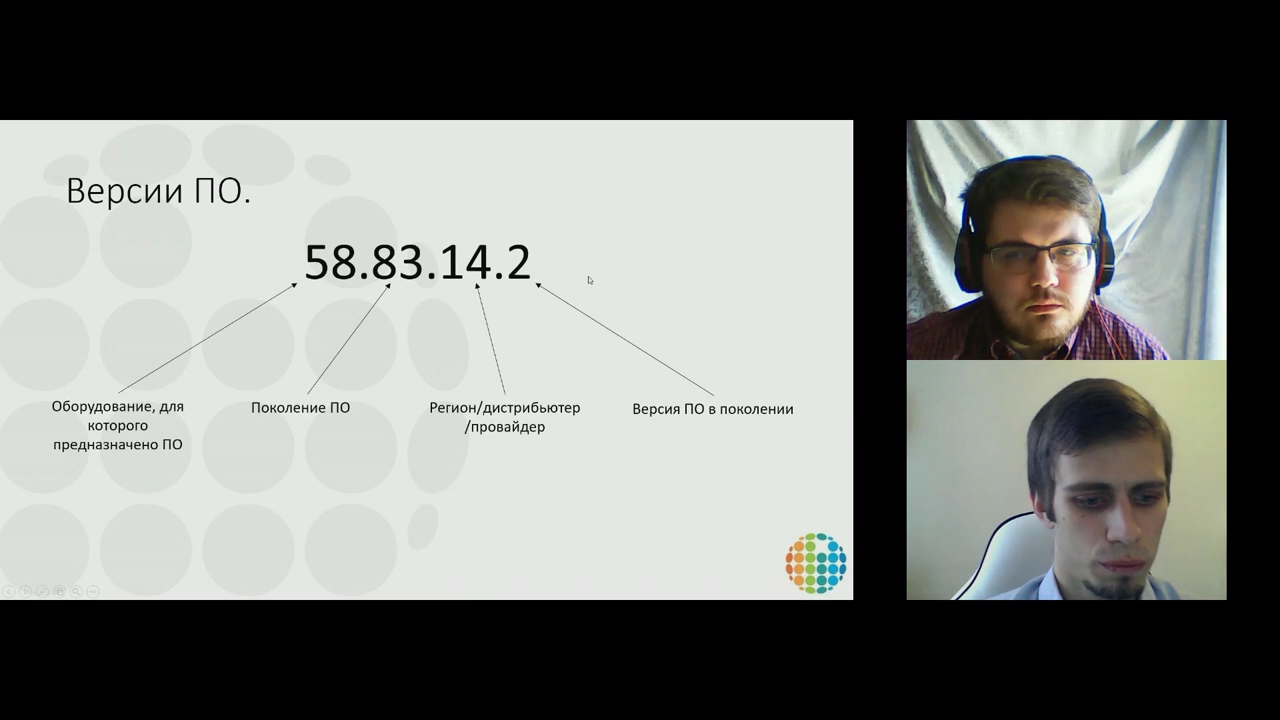 Версии ПО.
58.83.14.2
Оборудование, для
которого
предназначено ПО
Поколение ПО
Регион/дистрибьютер
/провайдер
Версия ПО в поколении